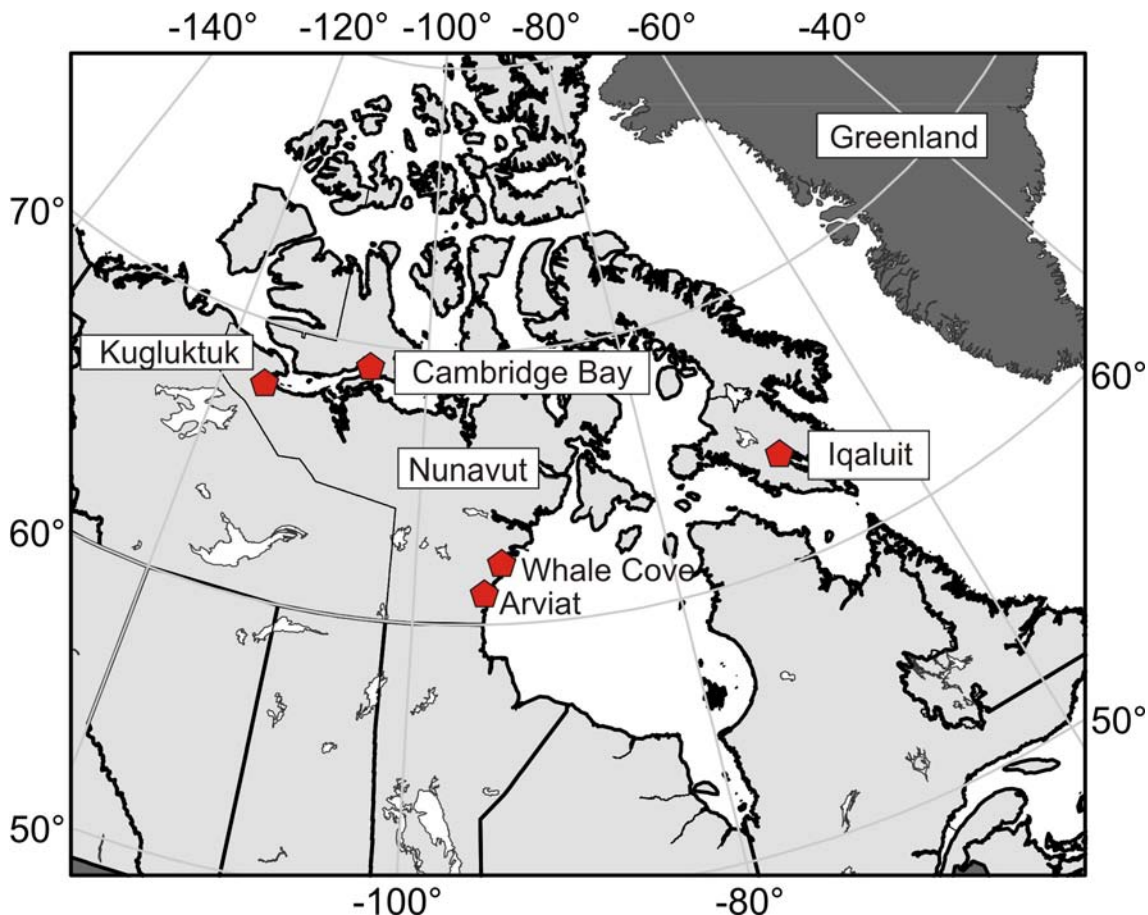 -140° -120° -100° -80° -60° -40°
Greenland
70°
Kugluktuk
Cambridge Bay
60°
Iqaluit
Nunavut
60°
Whale Cove
Arviat
50°
50°
-100° -80°